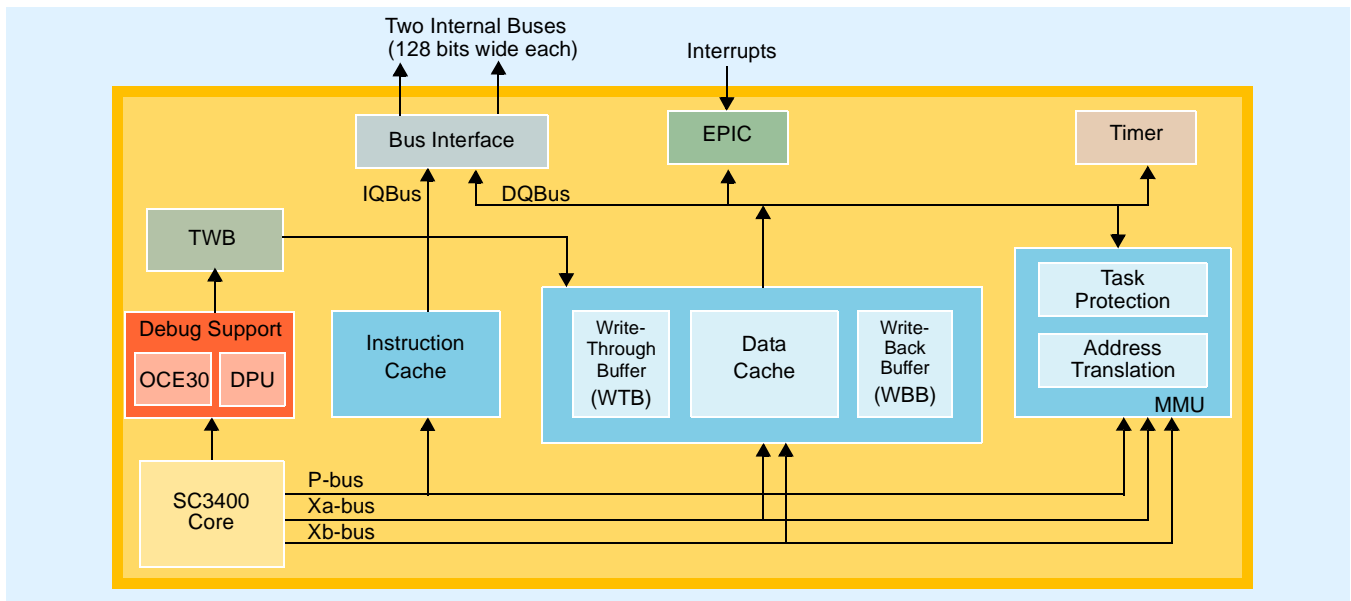 Two Internal Buses
(128 bits wide each)
Interrupts
Bus Interface
EPIC
Timer
IQBus
DQBus
TWB
Task
Protection
Debug Support
OCE30
DPU
Instruction
Cache
Write-
Through
Buffer
(WTB)
Data
Cache
Write-
Back
Buffer
(WBB)
Address
Translation
MMU
SC3400
Core
P-bus
Xa-bus
Xb-bus